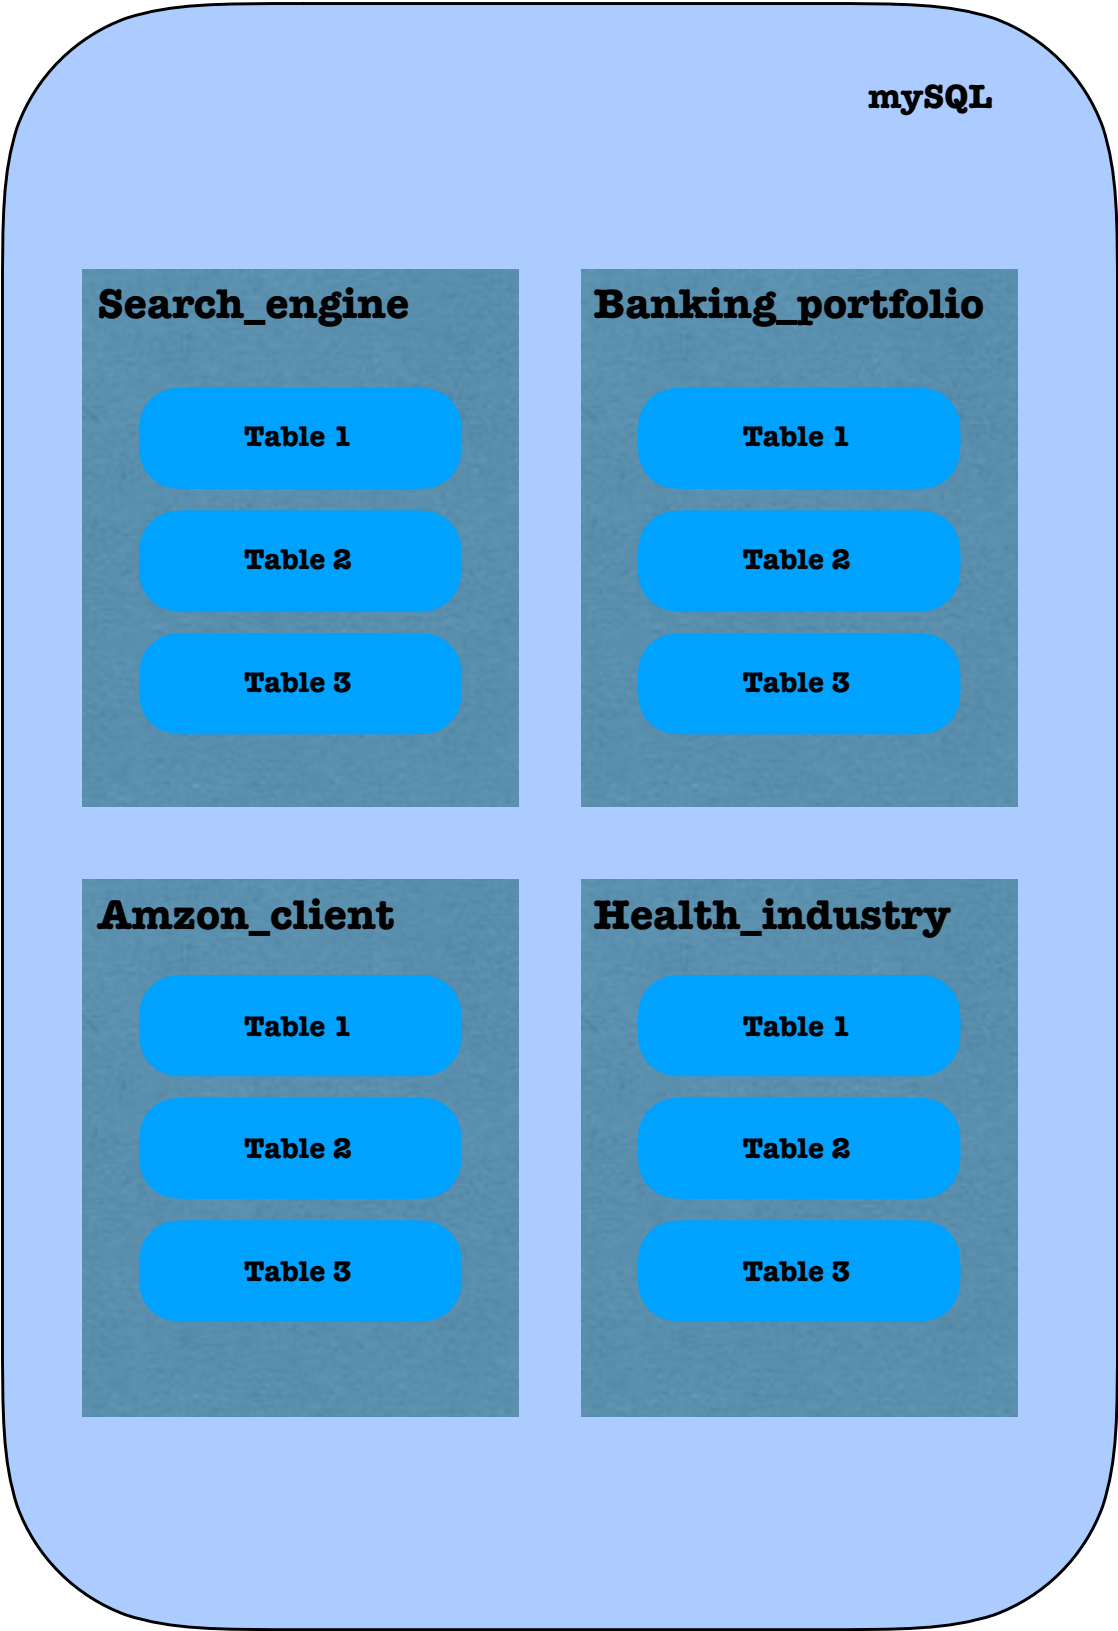 mySQL
Search_engine
Table 1
Table 2
Table 3
Banking_portfolio
Table 1
Table 2
Table 3
Amzon_client
Table 1
Table 2
Table 3
Health_industry
Table 1
Table 2
Table 3